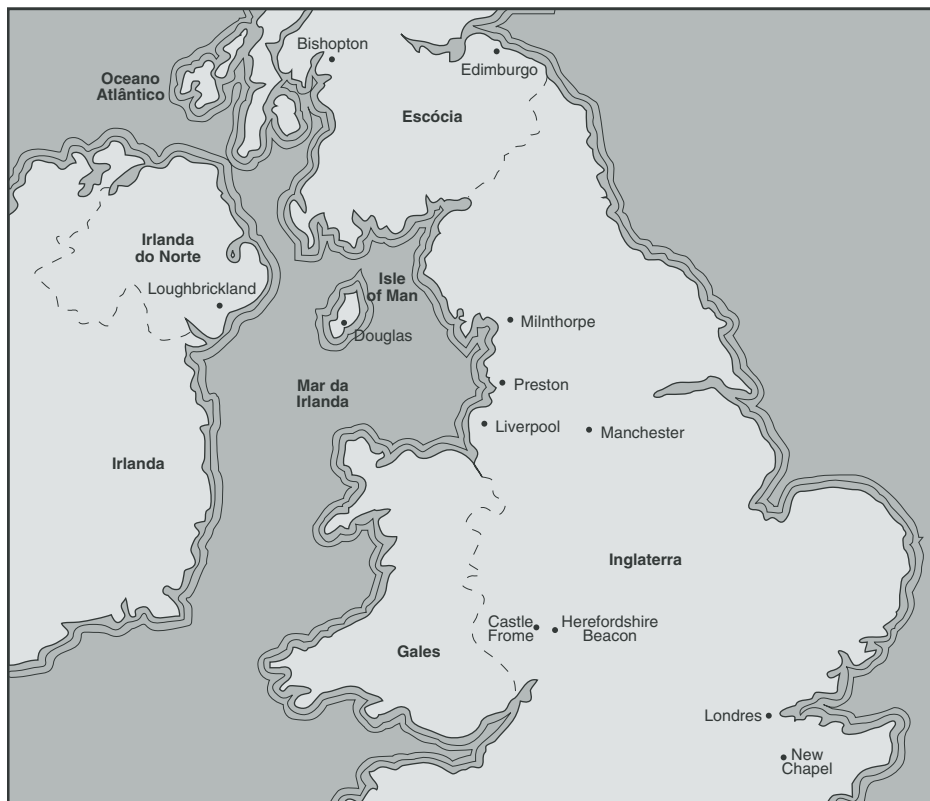 Bishopton
Edimburgo
Oceano
Atlântico
Escócia
Irlanda
do Norte
Loughbrickland
Isle
of Man
Douglas
Milnthorpe
Mar da
Irlanda
Preston
Liverpool
Manchester
Irlanda
Inglaterra
Castle
Frome
Herefordshire
Beacon
Gales
Londres
New
Chapel